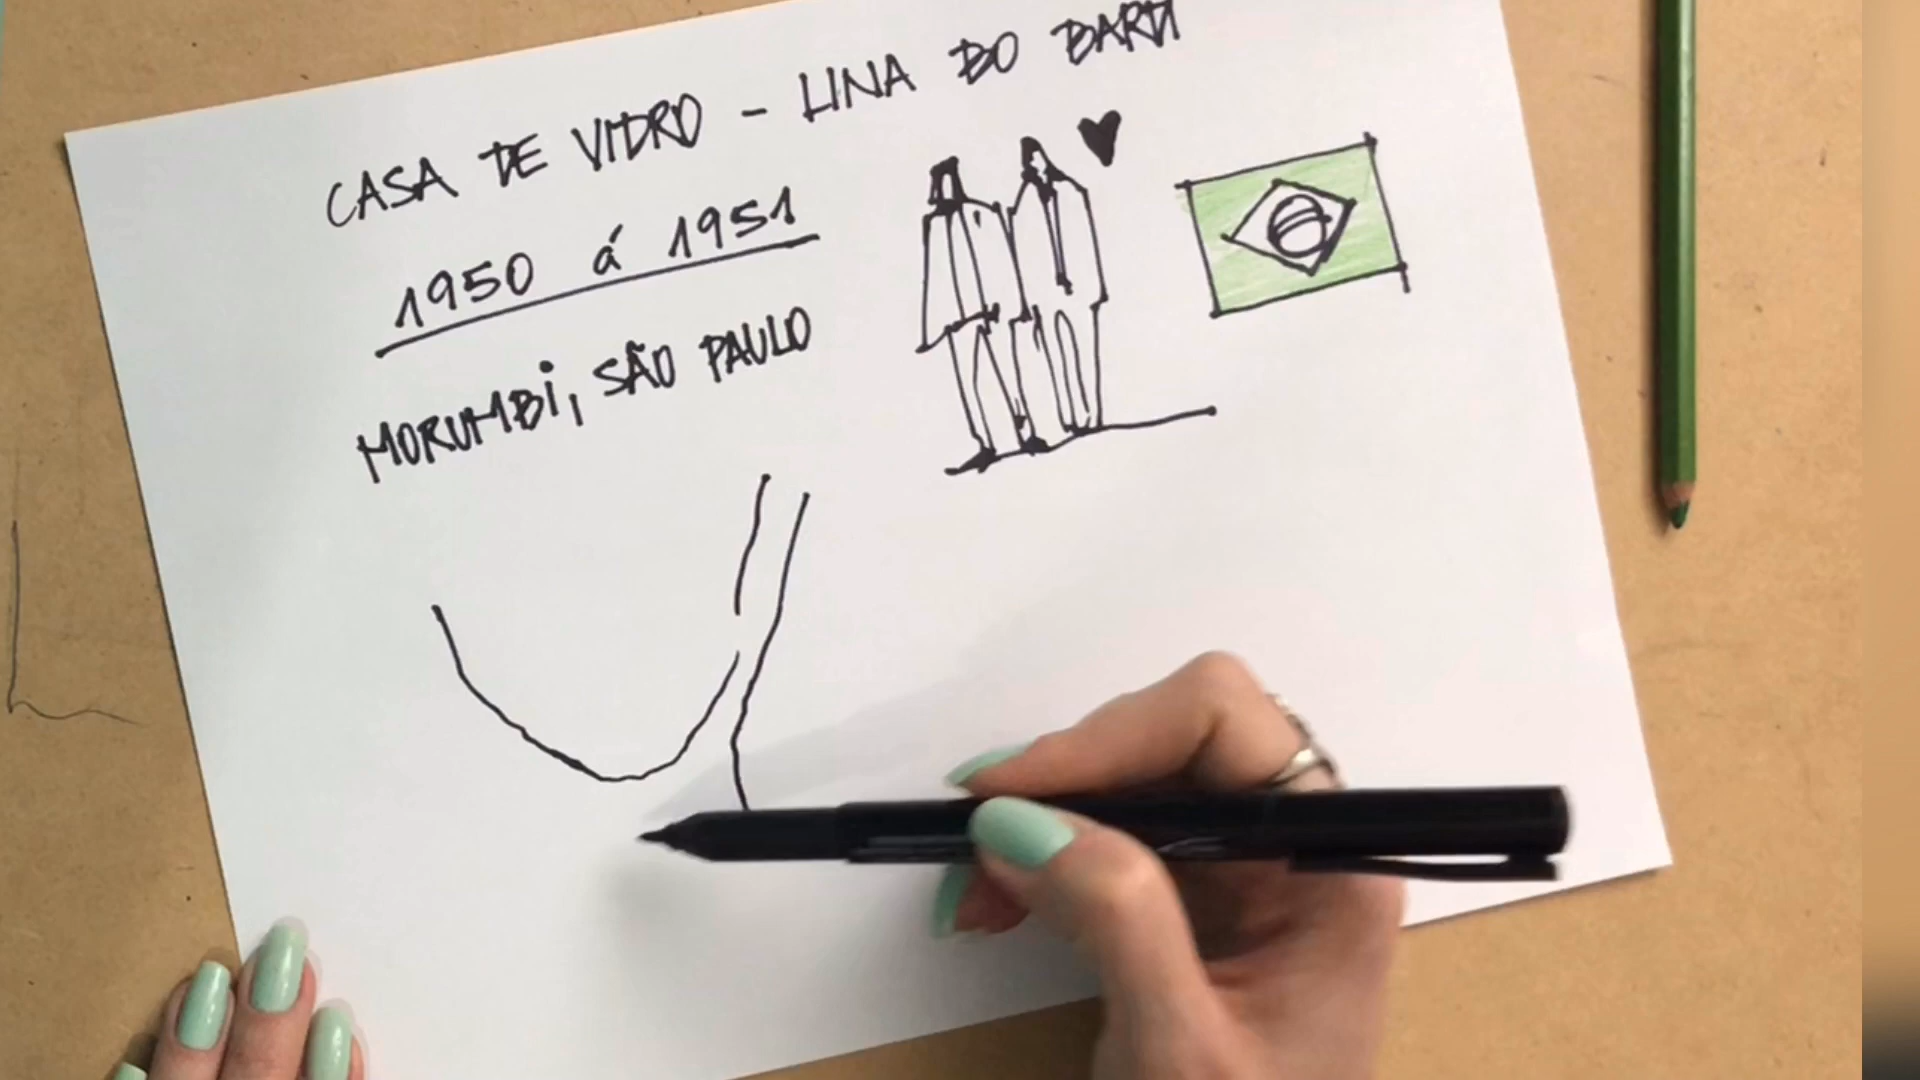 CASA DE VIDRO - LINA BO BARDI
1950 á 1951
MORUMBi, SÃO PAULO